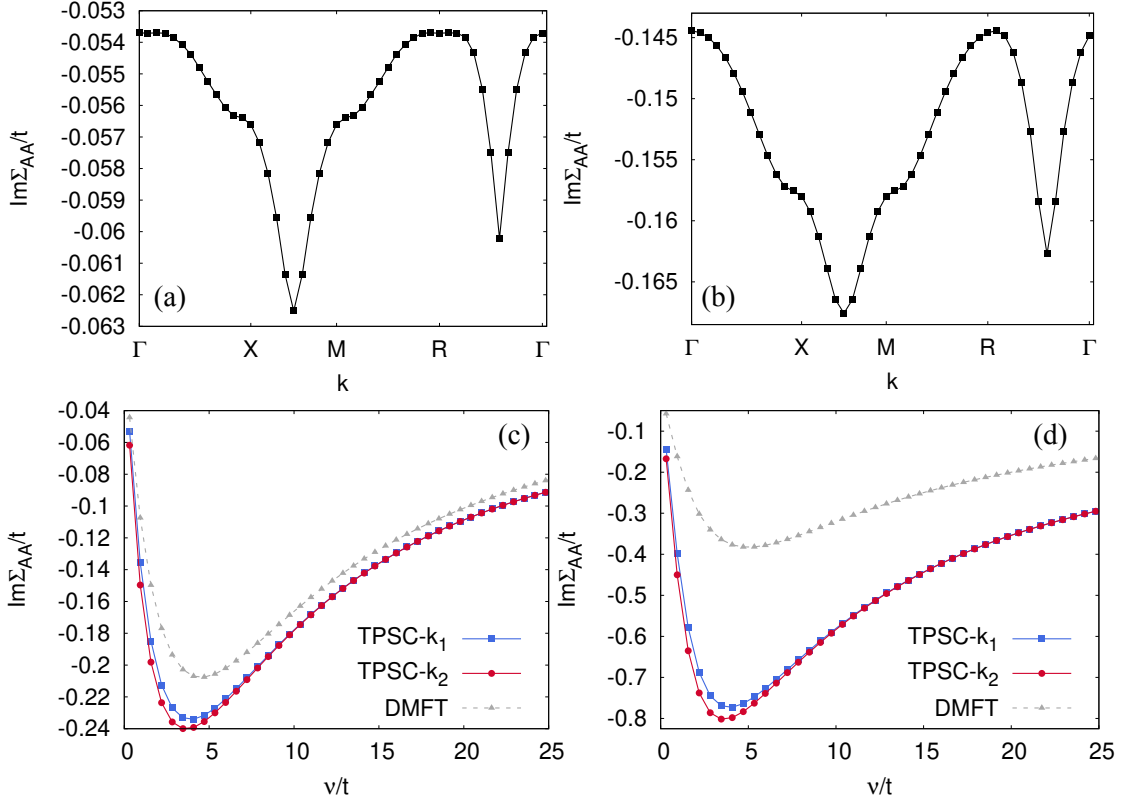 -0.053
-0.054
-0.055
-0.056
-0.057
-0.058
-0.059
-0.06
-0.061
-0.062
-0.063
ImΣ_AA/t
(a)
Γ X M R Γ
k
-0.145
-0.15
-0.155
-0.16
-0.165
ImΣ_AA/t
(b)
Γ X M R Γ
k
-0.04
-0.06
-0.08
-0.1
-0.12
-0.14
-0.16
-0.18
-0.2
-0.22
-0.24
ImΣ_AA/t
(c)
TPSC-k₁
TPSC-k₂
DMFT
0 5 10 15 20 25
ν/t
-0.1
-0.2
-0.3
-0.4
-0.5
-0.6
-0.7
-0.8
ImΣ_AA/t
(d)
TPSC-k₁
TPSC-k₂
DMFT
0 5 10 15 20 25
ν/t